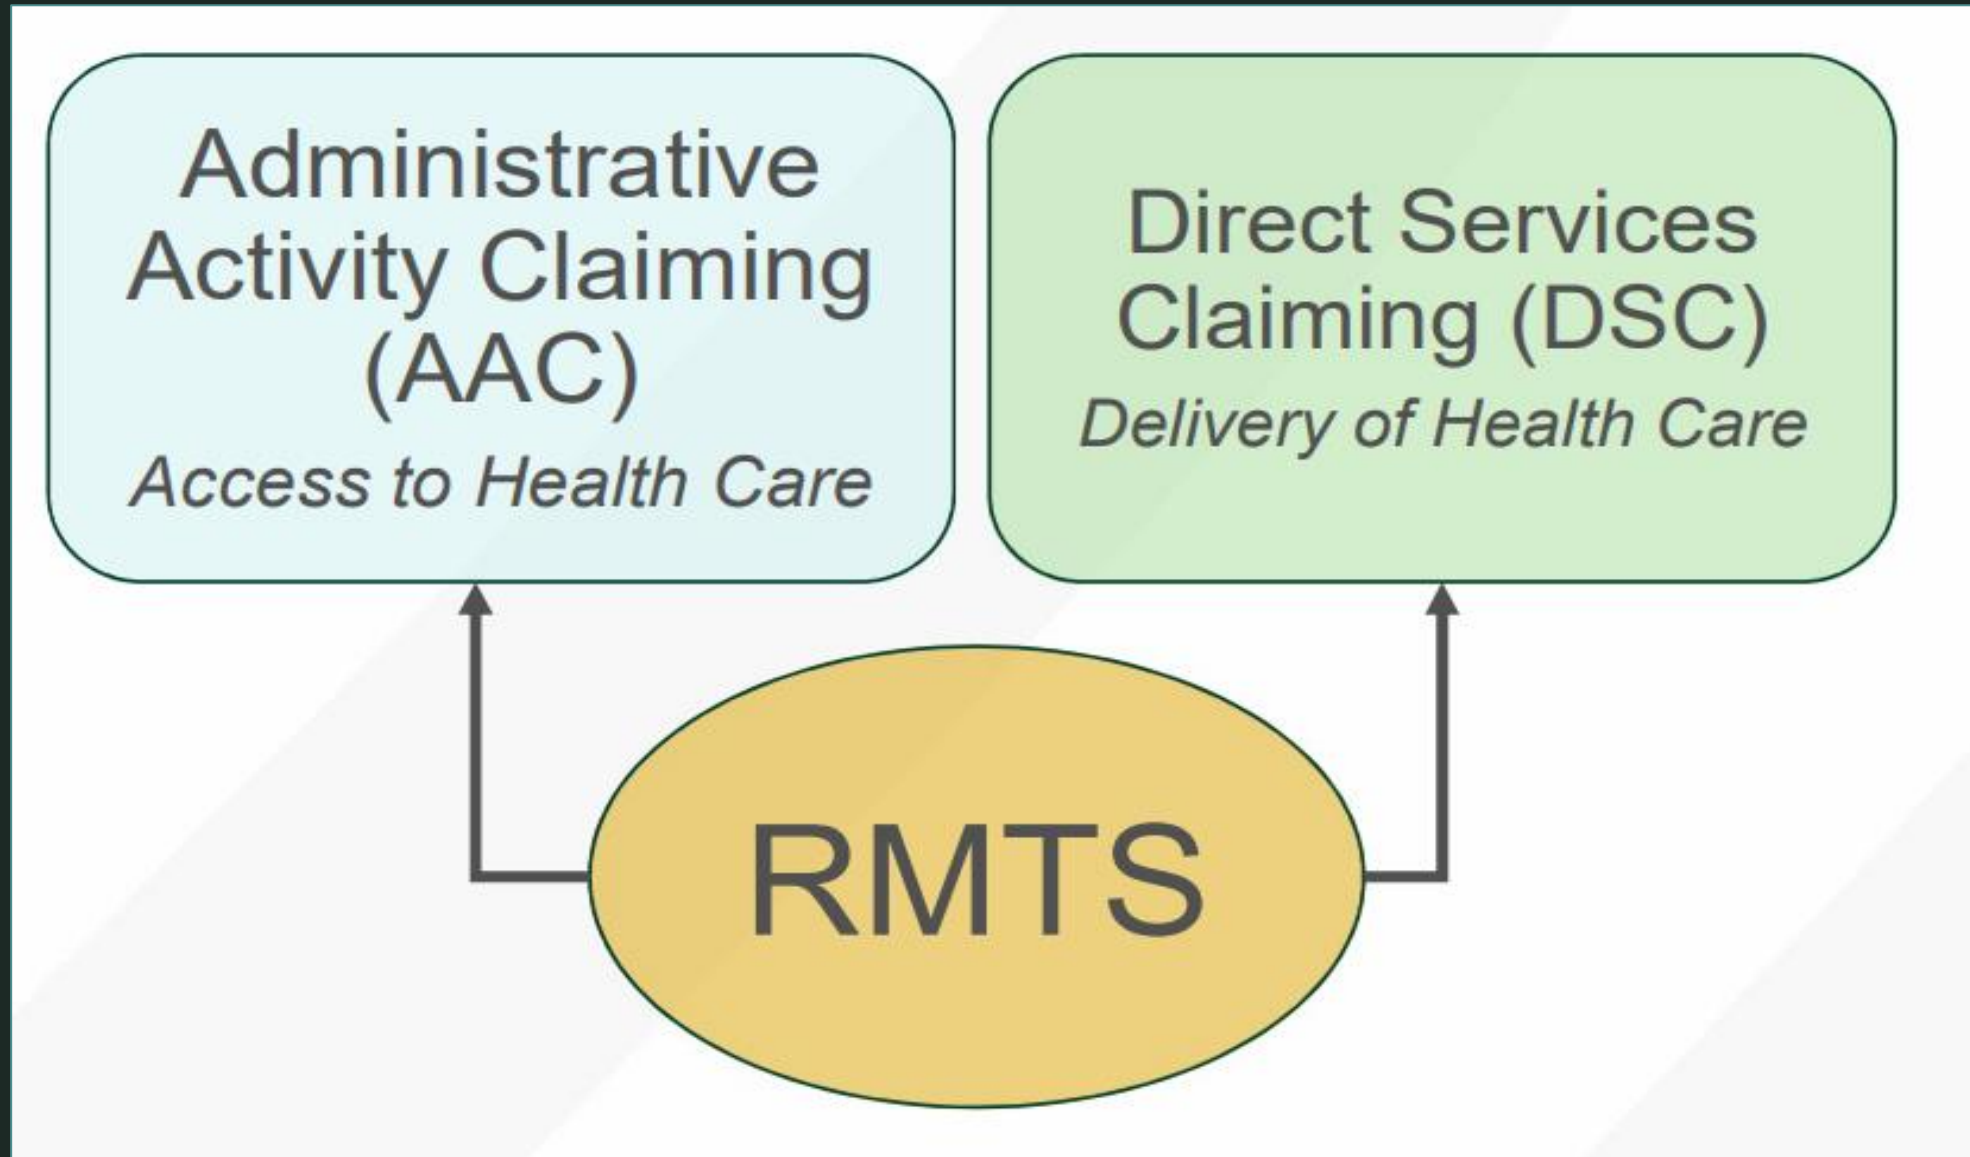 Administrative
Activity Claiming
(AAC)
Access to Health Care
Direct Services
Claiming (DSC)
Delivery of Health Care
RMTS